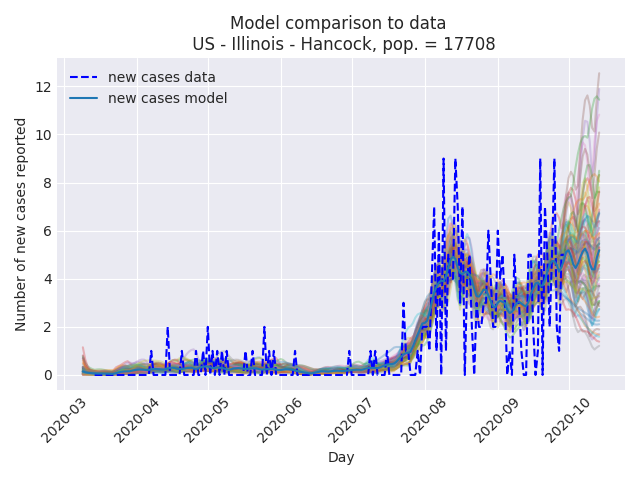 Model comparison to data
US - Illinois - Hancock, pop. = 17708
new cases data
new cases model
Number of new cases reported
12
10
8
6
4
2
0
2020-03
2020-04
2020-05
2020-06
2020-07
2020-08
2020-09
2020-10
Day